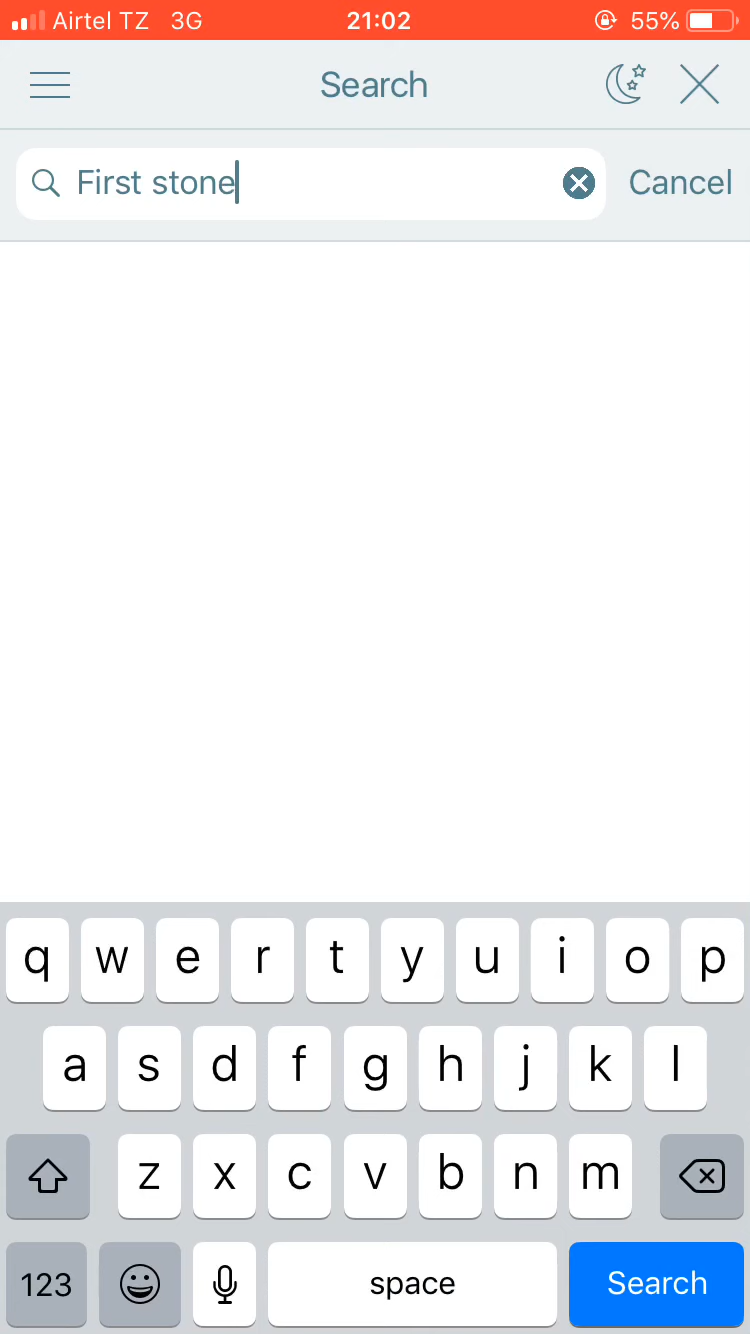 Airtel TZ 3G 21:02 55%
Search
First stone Cancel
q w e r t y u i o p
a s d f g h j k l
z x c v b n m
123 space Search